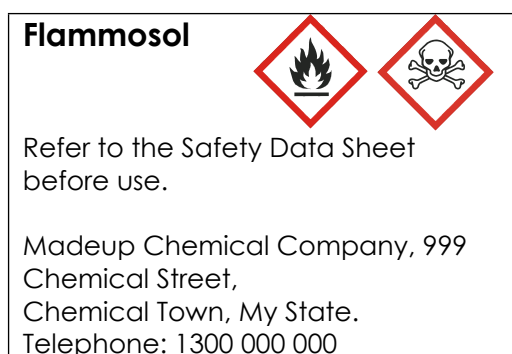 Flammosol
Refer to the Safety Data Sheet
before use.
Madeup Chemical Company, 999
Chemical Street,
Chemical Town, My State.
Telephone: 1300 000 000